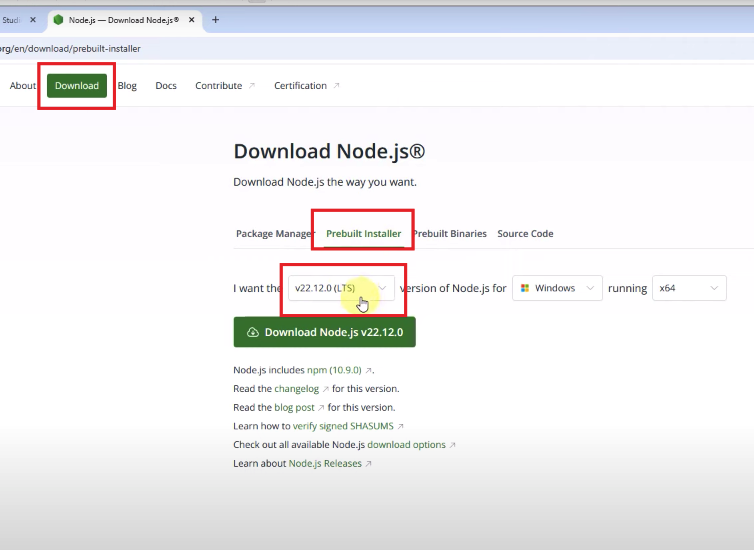 Studi
Node.js — Download Node.js®
org/en/download/prebuilt-installer
About Download Blog Docs Contribute Certification
Download Node.js®
Download Node.js the way you want.
Package Manager Prebuilt Installer Prebuilt Binaries Source Code
I want the v22.12.0 (LTS) version of Node.js for Windows running x64
Download Node.js v22.12.0
Node.js includes npm (10.9.0) .
Read the changelog for this version.
Read the blog post for this version.
Learn how to verify signed SHASUMS
Check out all available Node.js download options
Learn about Node.js Releases